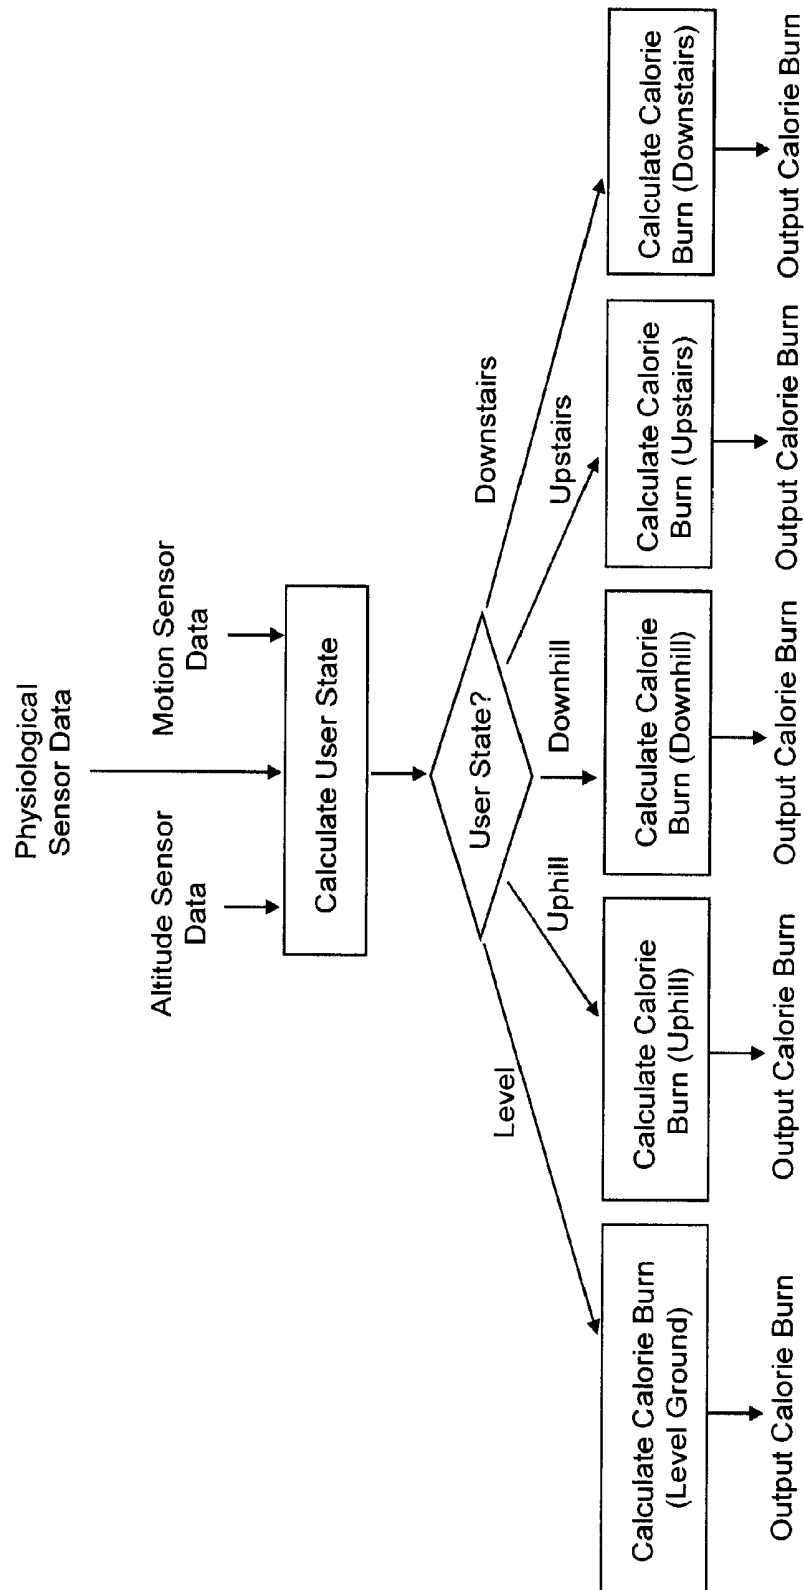 Physiological
Sensor Data
Altitude Sensor
Data
Motion Sensor
Data
Calculate User State
User State?
Level
Uphill
Downhill
Upstairs
Downstairs
Calculate Calorie Burn
(Level Ground)
Calculate Calorie
Burn (Uphill)
Calculate Calorie
Burn (Downhill)
Calculate Calorie
Burn (Upstairs)
Calculate Calorie
Burn (Downstairs)
Output Calorie Burn
Output Calorie Burn
Output Calorie Burn
Output Calorie Burn
Output Calorie Burn